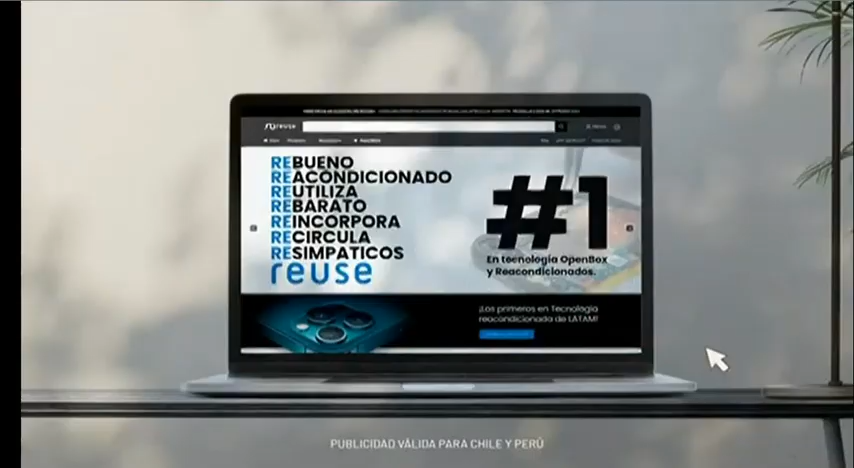 reuse
REBUENO
REACONDICIONADO
REUTILIZA
REBARATO
REINCORPORA
RECIRCULA
RESIMPATICOS
reuse
#1
En tecnología OpenBox
y Reacondicionados.
¡Los primeros en Tecnología
reacondicionada de LATAM!
PUBLICIDAD VÁLIDA PARA CHILE Y PERÚ